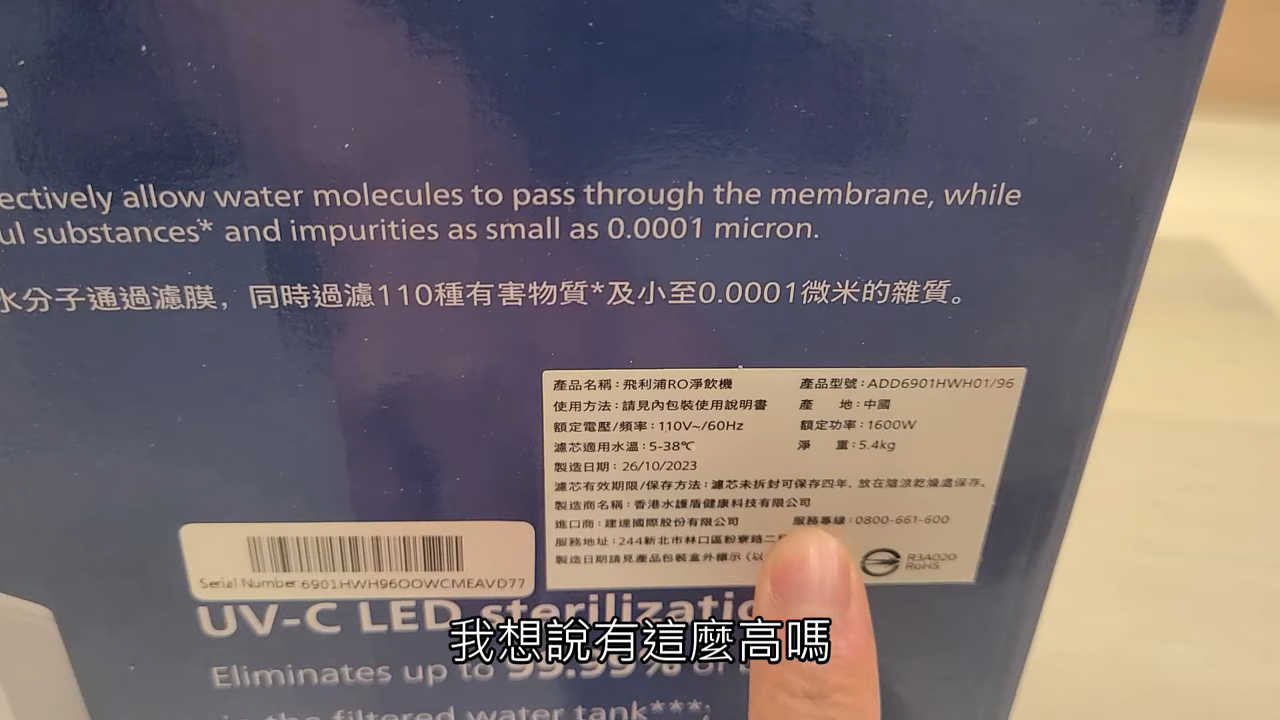 e
ectively allow water molecules to pass through the membrane, while
ul substances* and impurities as small as 0.0001 micron.
水分子通過濾膜，同時過濾110種有害物質*及小至0.0001微米的雜質。
產品名稱：飛利浦RO淨飲機 產品型號：ADD6901HWH01/96
使用方法：請見內包裝使用說明書 產 地：中國
額定電壓/頻率：110V~/60Hz 額定功率：1600W
濾芯適用水溫：5-38℃ 淨 重：5.4kg
製造日期：26/10/2023
濾芯有效期限/保存方法：濾芯未拆封可保存四年，放在陰涼乾燥處保存。
製造商名稱：香港水護盾健康科技有限公司
進口商：建達國際股份有限公司 服務專線：0800-661-600
服務地址：244新北市林口區粉寮路二
製造日期請見產品包裝盒外標示（以
R3A020
RoHS
Serial Number:6901HWH96OOWCMEAVD77
UV-C LED sterilizatio
Eliminates up to 99.99% of b
in the filtered water tank***;
我想說有這麼高嗎